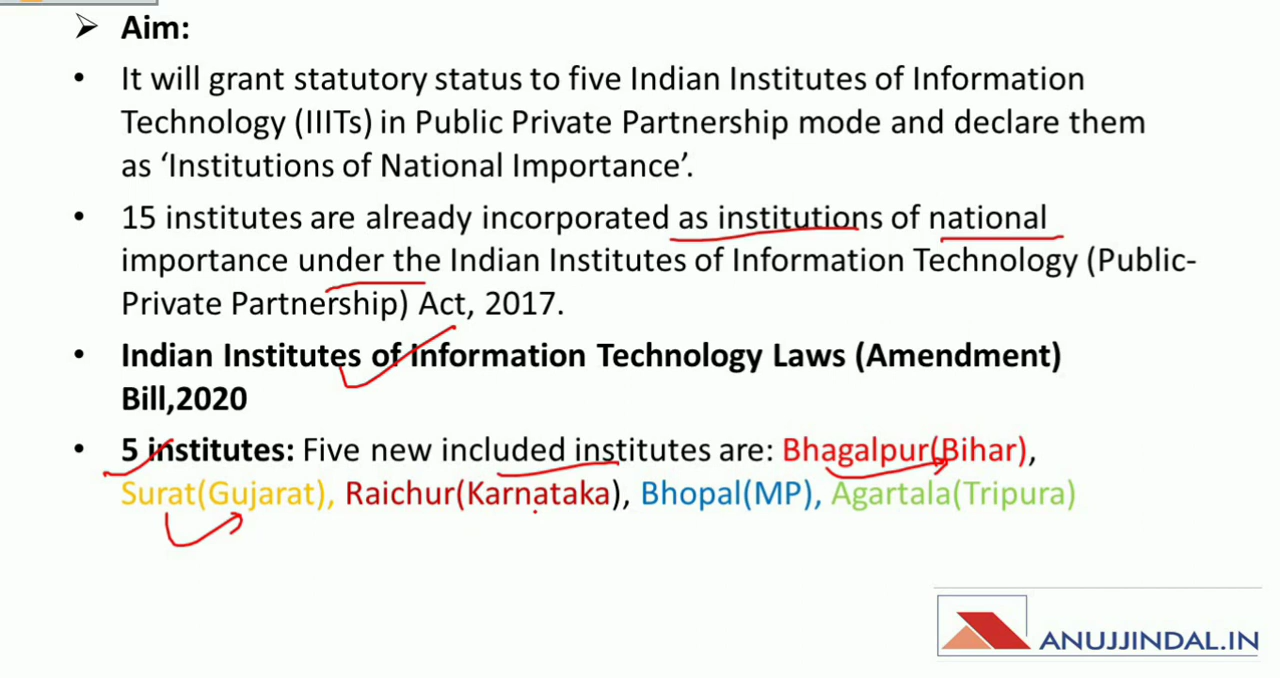 ➢ Aim:
• It will grant statutory status to five Indian Institutes of Information
Technology (IIITs) in Public Private Partnership mode and declare them
as ‘Institutions of National Importance’.
• 15 institutes are already incorporated as institutions of national
importance under the Indian Institutes of Information Technology (Public-
Private Partnership) Act, 2017.
• Indian Institutes of Information Technology Laws (Amendment)
Bill,2020
• 5 institutes: Five new included institutes are: Bhagalpur(Bihar),
Surat(Gujarat), Raichur(Karnataka), Bhopal(MP), Agartala(Tripura)
ANUJJINDAL.IN